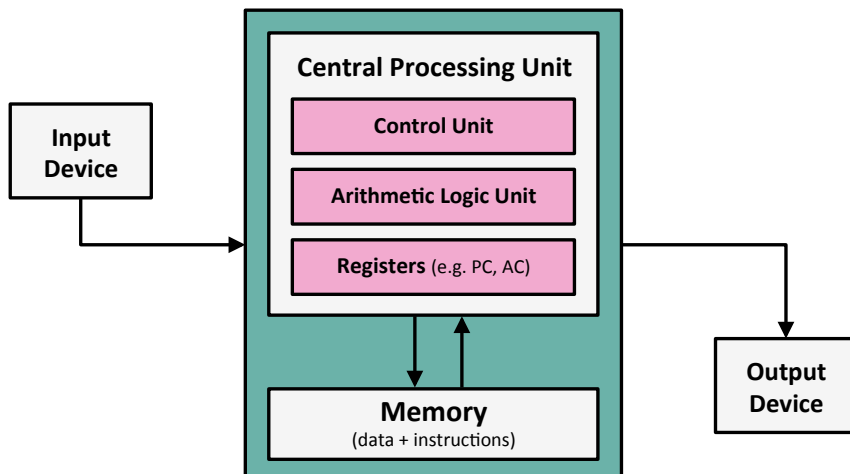 Central Processing Unit
Control Unit
Arithmetic Logic Unit
Registers (e.g. PC, AC)
Input
Device
Memory
(data + instructions)
Output
Device